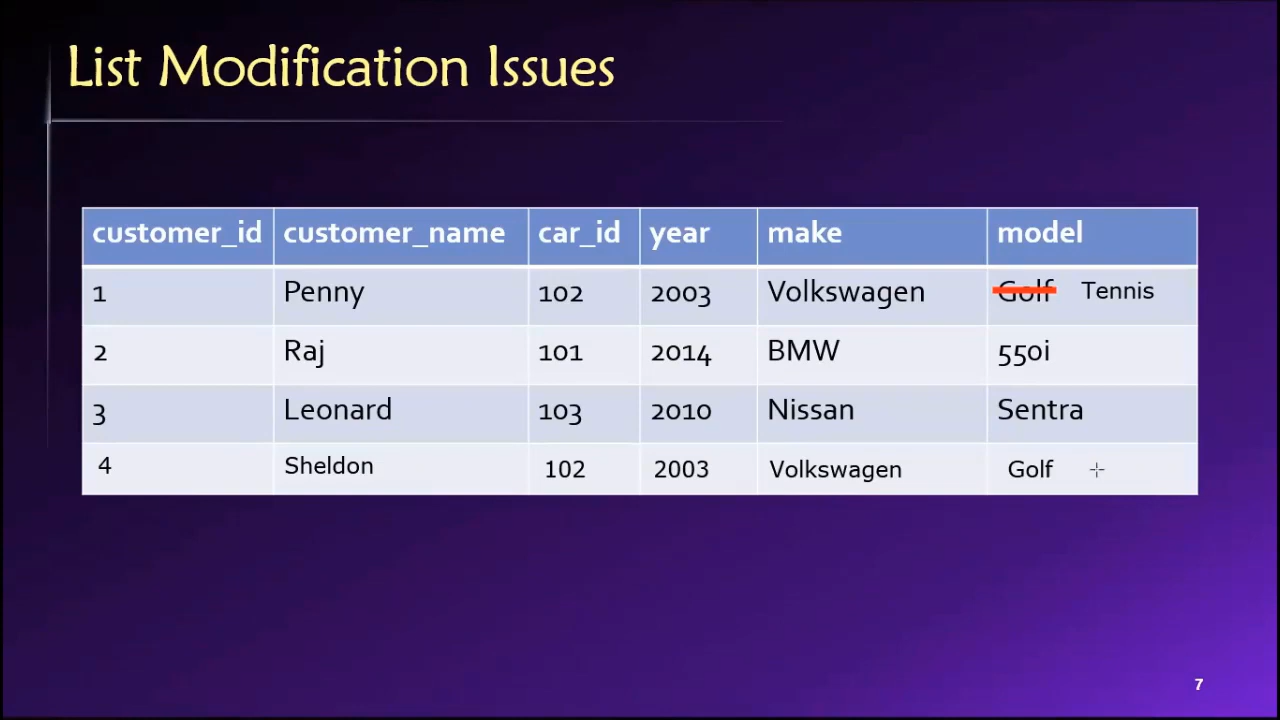 List Modification Issues
customer_id customer_name car_id year make model
1 Penny 102 2003 Volkswagen Golf Tennis
2 Raj 101 2014 BMW 550i
3 Leonard 103 2010 Nissan Sentra
4 Sheldon 102 2003 Volkswagen Golf
7